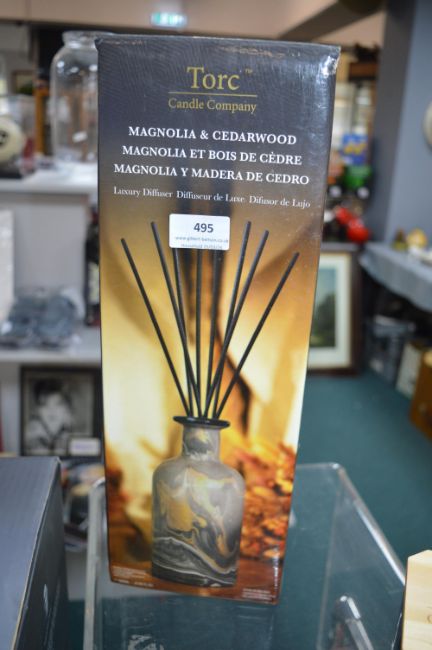 Torc™
Candle Company
MAGNOLIA & CEDARWOOD
MAGNOLIA ET BOIS DE CÈDRE
MAGNOLIA Y MADERA DE CEDRO
Luxury Diffuser Diffuseur de Luxe Difusor de Lujo
495